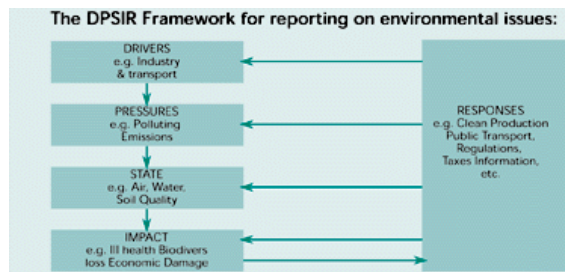 The DPSIR Framework for reporting on environmental issues:
DRIVERS
e.g. Industry
& transport
PRESSURES
e.g. Polluting
Emissions
STATE
e.g. Air, Water,
Soil Quality
IMPACT
e.g. Ill health Biodivers
loss Economic Damage
RESPONSES
e.g. Clean Production
Public Transport,
Regulations,
Taxes Information,
etc.